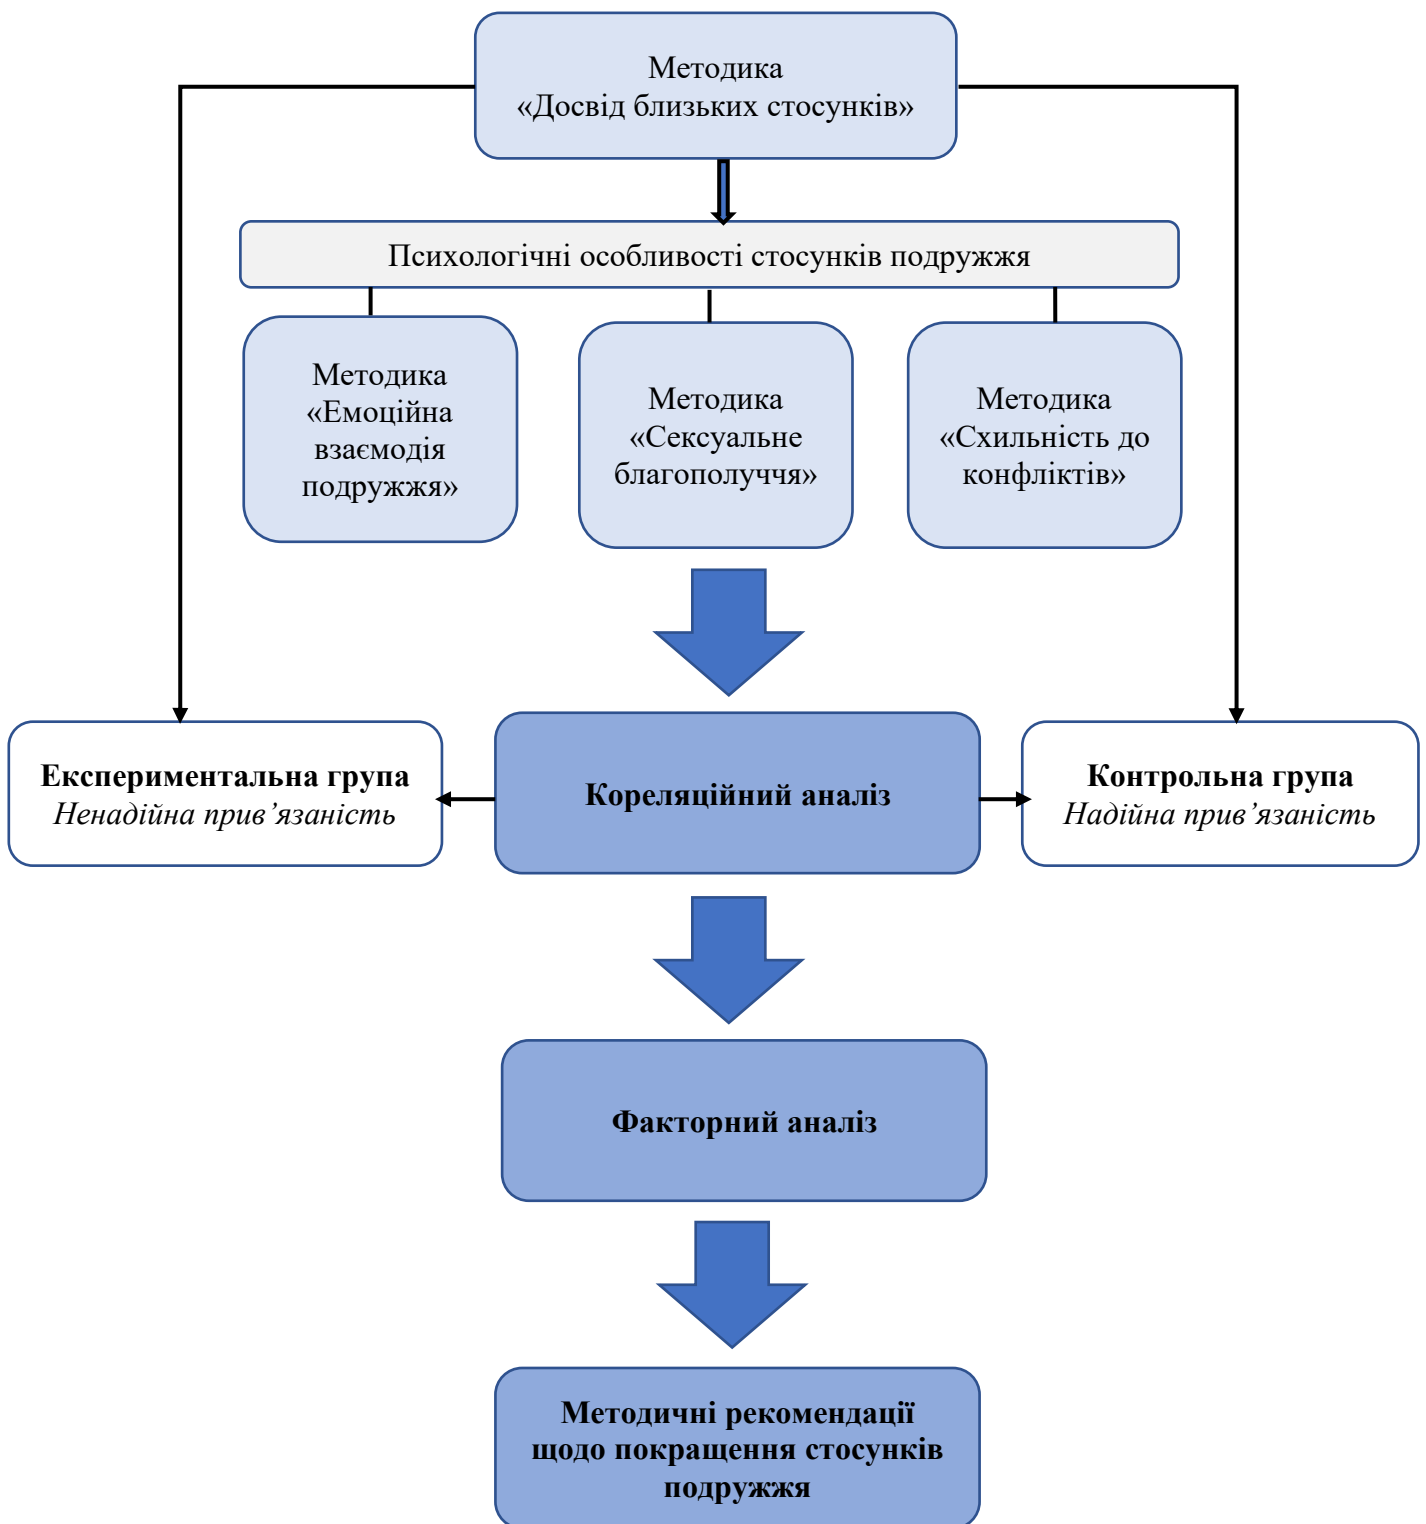 Методика
«Досвід близьких стосунків»
Психологічні особливості стосунків подружжя
Методика
«Емоційна
взаємодія
подружжя»
Методика
«Сексуальне
благополуччя»
Методика
«Схильність до
конфліктів»
Експериментальна група
Ненадійна прив’язаність
Кореляційний аналіз
Контрольна група
Надійна прив’язаність
Факторний аналіз
Методичні рекомендації
щодо покращення стосунків
подружжя